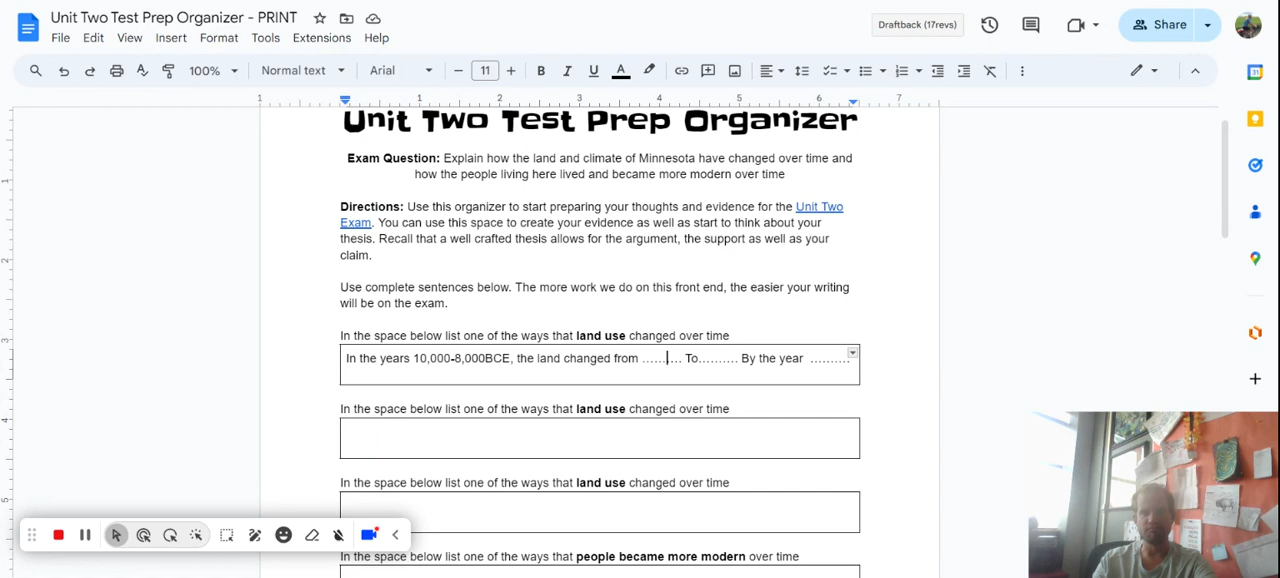 Unit Two Test Prep Organizer - PRINT
File Edit View Insert Format Tools Extensions Help
Draftback (17revs)
Share
100% Normal text Arial 11
1 1 2 3 4 5 6 7
Unit Two Test Prep Organizer
Exam Question: Explain how the land and climate of Minnesota have changed over time and
how the people living here lived and became more modern over time
Directions: Use this organizer to start preparing your thoughts and evidence for the Unit Two
Exam. You can use this space to create your evidence as well as start to think about your
thesis. Recall that a well crafted thesis allows for the argument, the support as well as your
claim.
Use complete sentences below. The more work we do on this front end, the easier your writing
will be on the exam.
In the space below list one of the ways that land use changed over time
In the years 10,000-8,000BCE, the land changed from ......... To......... By the year .........
In the space below list one of the ways that land use changed over time
In the space below list one of the ways that land use changed over time
In the space below list one of the ways that people became more modern over time